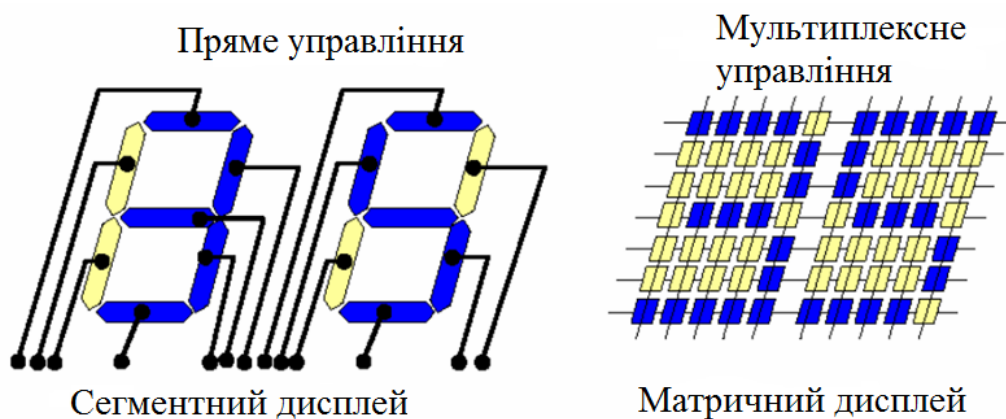 Пряме управління
Мультиплексне
управління
Сегментний дисплей
Матричний дисплей